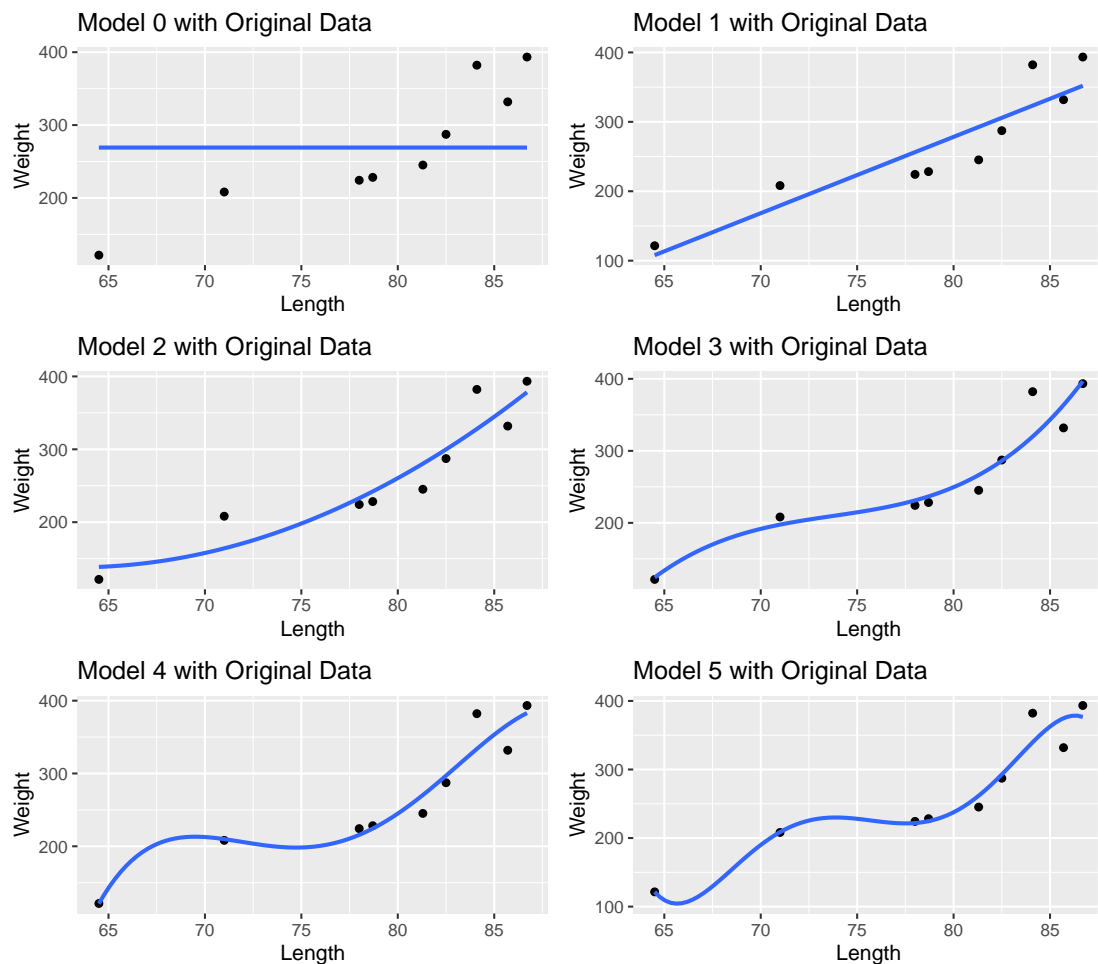 Model 0 with Original Data
400
300
200
Weight
65 70 75 80 85
Length
Model 1 with Original Data
400
300
200
100
Weight
65 70 75 80 85
Length
Model 2 with Original Data
400
300
200
Weight
65 70 75 80 85
Length
Model 3 with Original Data
400
300
200
Weight
65 70 75 80 85
Length
Model 4 with Original Data
400
300
200
Weight
65 70 75 80 85
Length
Model 5 with Original Data
400
300
200
100
Weight
65 70 75 80 85
Length